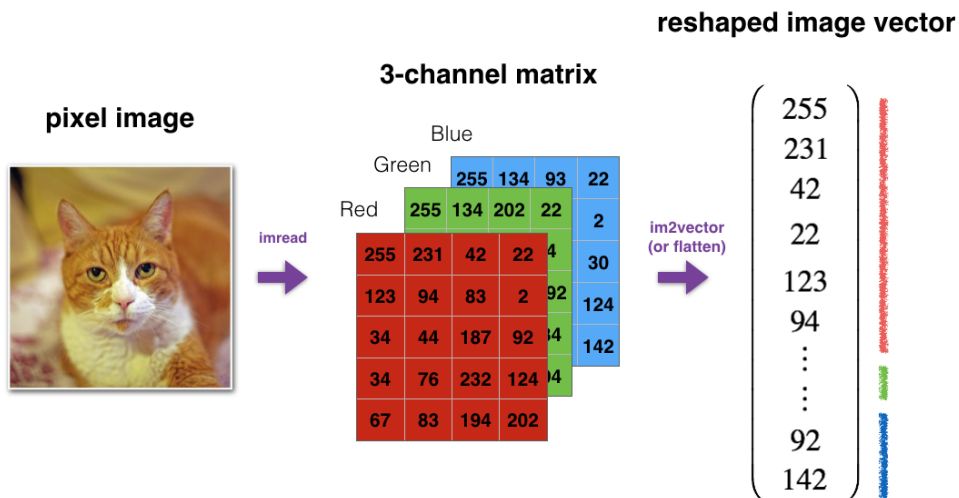 reshaped image vector
3-channel matrix
pixel image
Blue
Green
Red
imread
im2vector
(or flatten)
255 134 93 22
2
30
124
142
255 134 202 22
255 231 42 22
123 94 83 2
34 44 187 92
34 76 232 124
67 83 194 202
255
231
42
22
123
94
92
142